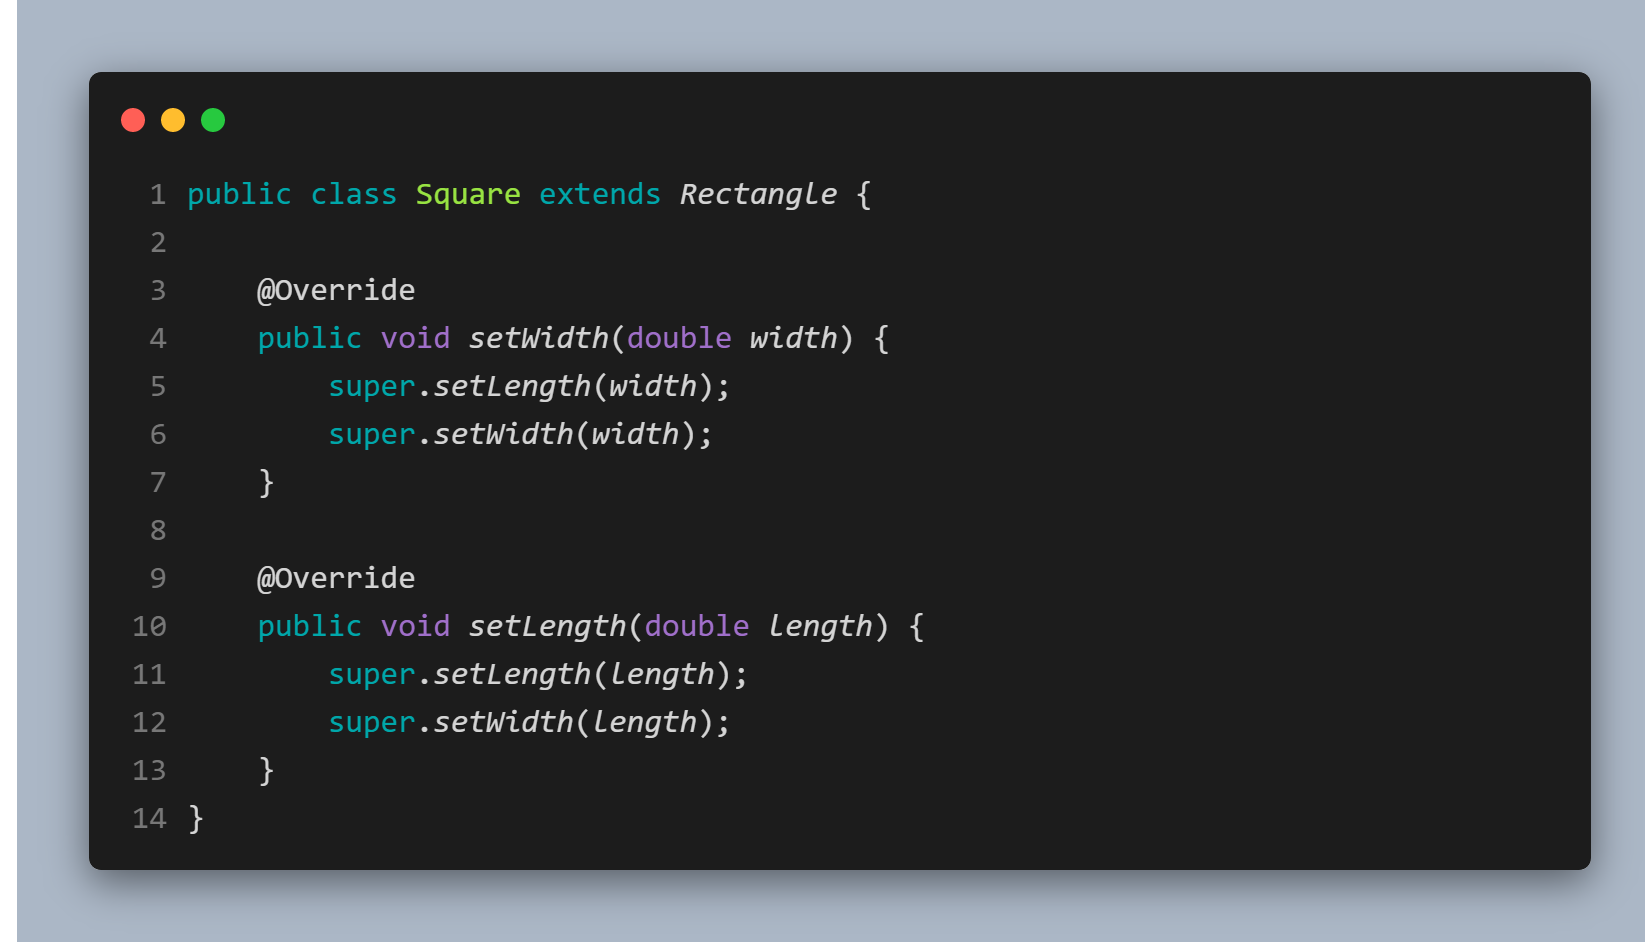 1 public class Square extends Rectangle {
2
3     @Override
4     public void setWidth(double width) {
5         super.setLength(width);
6         super.setWidth(width);
7     }
8
9     @Override
10     public void setLength(double length) {
11         super.setLength(length);
12         super.setWidth(length);
13     }
14 }